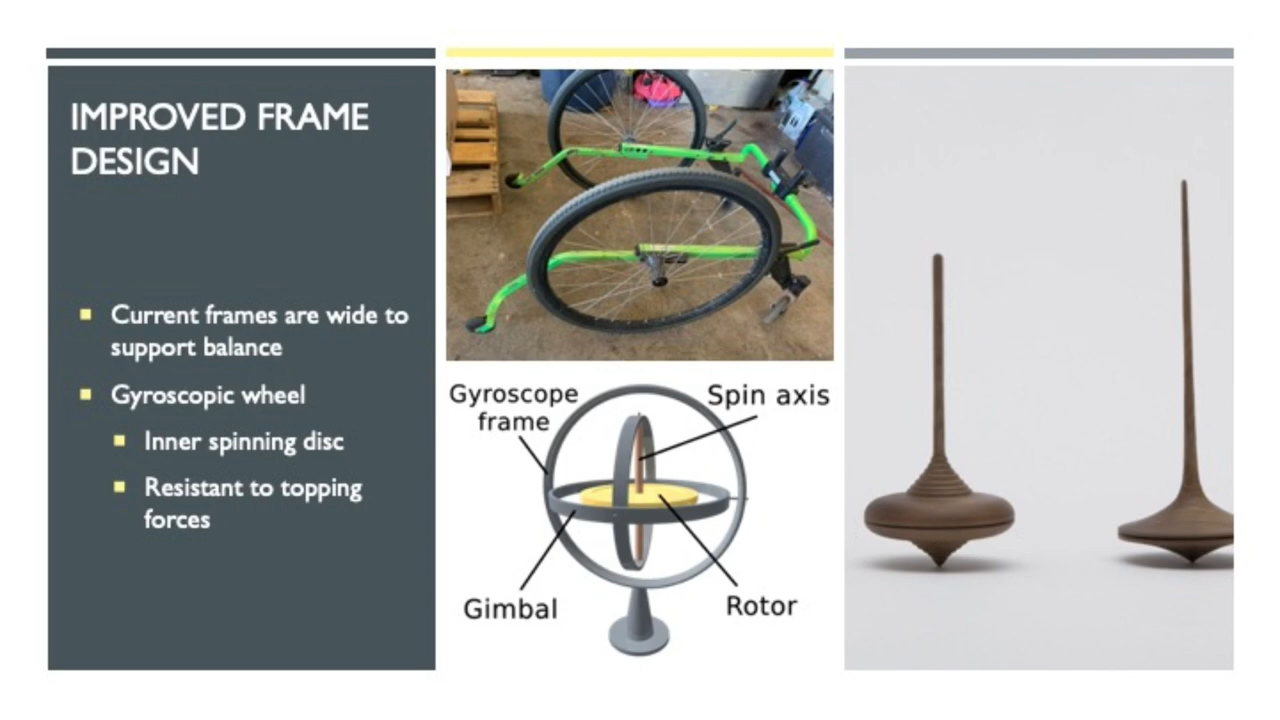 IMPROVED FRAME
DESIGN
Current frames are wide to
support balance
Gyroscopic wheel
Inner spinning disc
Resistant to topping
forces
Gyroscope
frame
Spin axis
Gimbal
Rotor